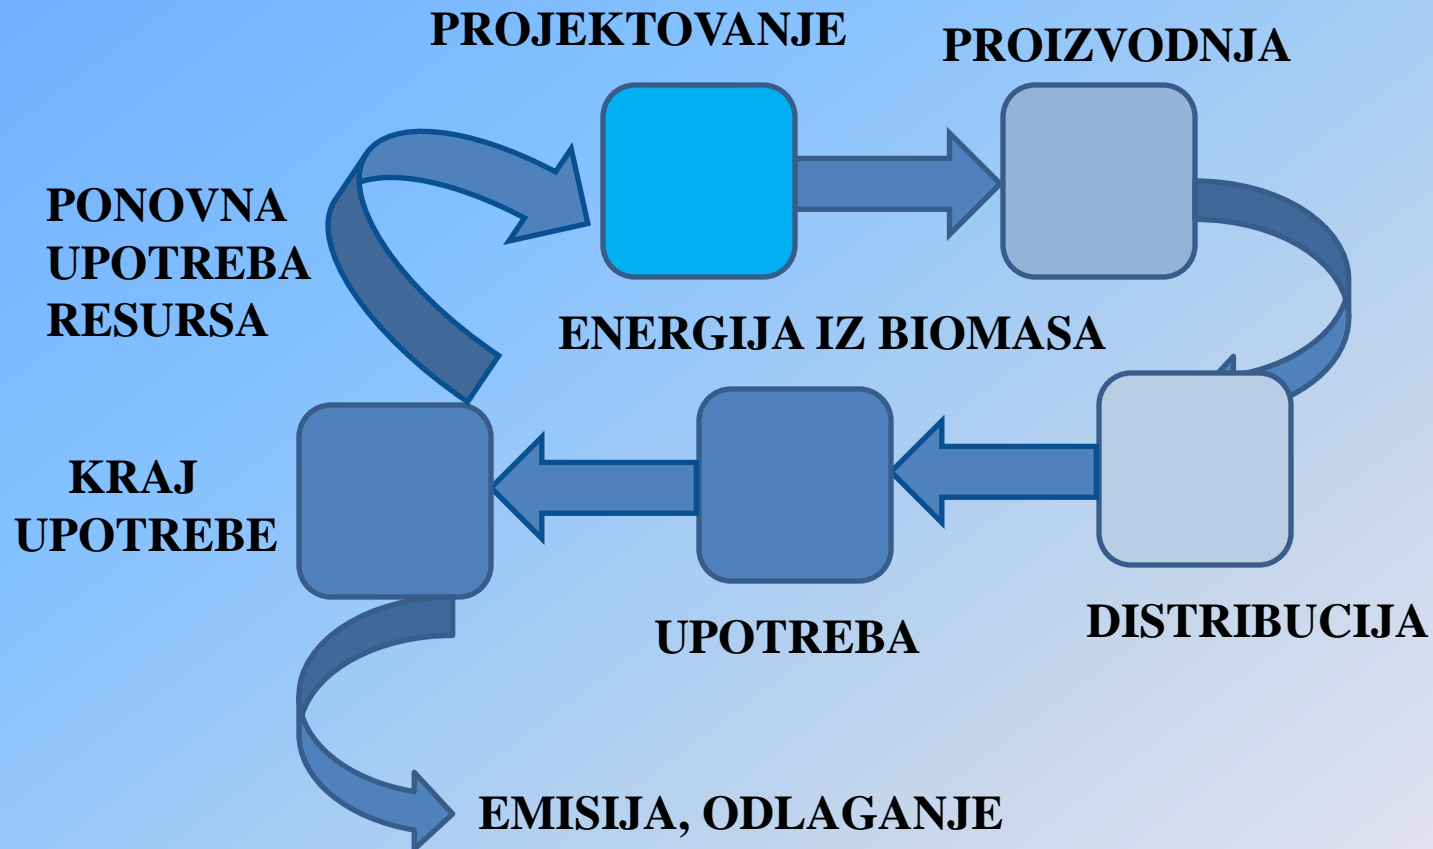 PROJEKTOVANJE
PROIZVODNJA
PONOVNA
UPOTREBA
RESURSA
ENERGIJA IZ BIOMASA
KRAJ
UPOTREBE
UPOTREBA
DISTRIBUCIJA
EMISIJA, ODLAGANJE